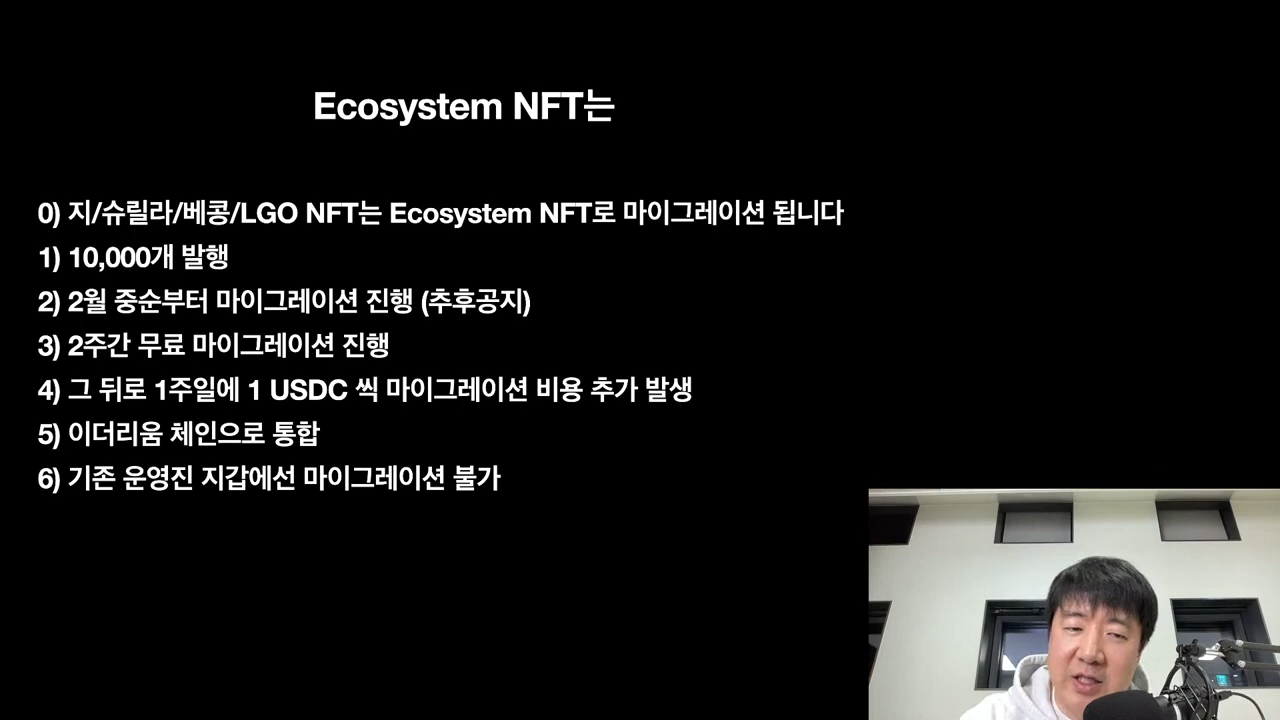 Ecosystem NFT는
0) 지/슈릴라/베콩/LGO NFT는 Ecosystem NFT로 마이그레이션 됩니다
1) 10,000개 발행
2) 2월 중순부터 마이그레이션 진행 (추후공지)
3) 2주간 무료 마이그레이션 진행
4) 그 뒤로 1주일에 1 USDC 씩 마이그레이션 비용 추가 발생
5) 이더리움 체인으로 통합
6) 기존 운영진 지갑에선 마이그레이션 불가